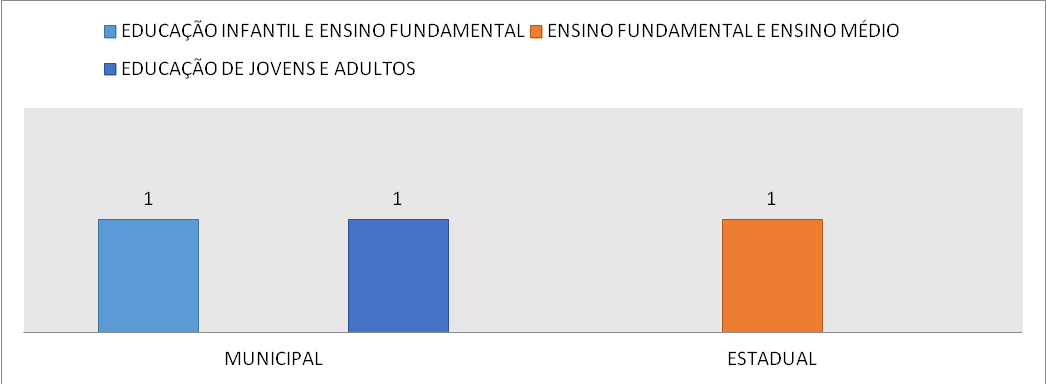 EDUCAÇÃO INFANTIL E ENSINO FUNDAMENTAL ENSINO FUNDAMENTAL E ENSINO MÉDIO
EDUCAÇÃO DE JOVENS E ADULTOS
1 1 1
MUNICIPAL ESTADUAL